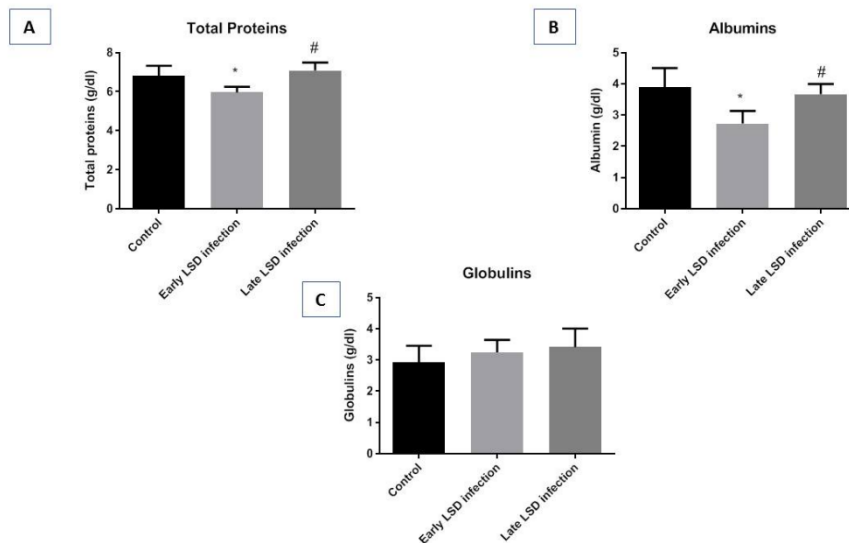 A
Total Proteins
Total proteins (g/dl)
8
6
4
2
0
*
#
Control
Early LSD infection
Late LSD infection
B
Albumins
Albumin (g/dl)
5
4
3
2
1
0
*
#
Control
Early LSD infection
Late LSD infection
C
Globulins
Globulins (g/dl)
5
4
3
2
1
0
Control
Early LSD infection
Late LSD infection